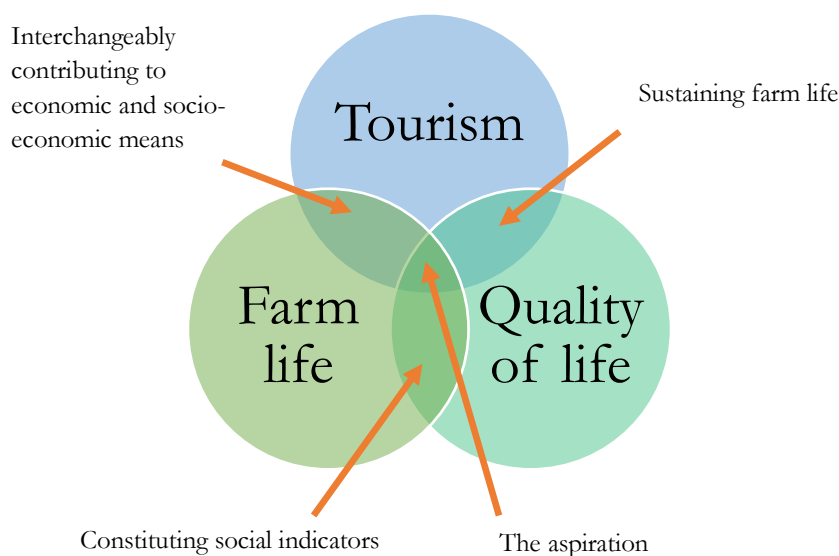 Interchangeably
contributing to
economic and socio-
economic means
Tourism
Sustaining farm life
Farm
life
Quality
of life
Constituting social indicators
The aspiration